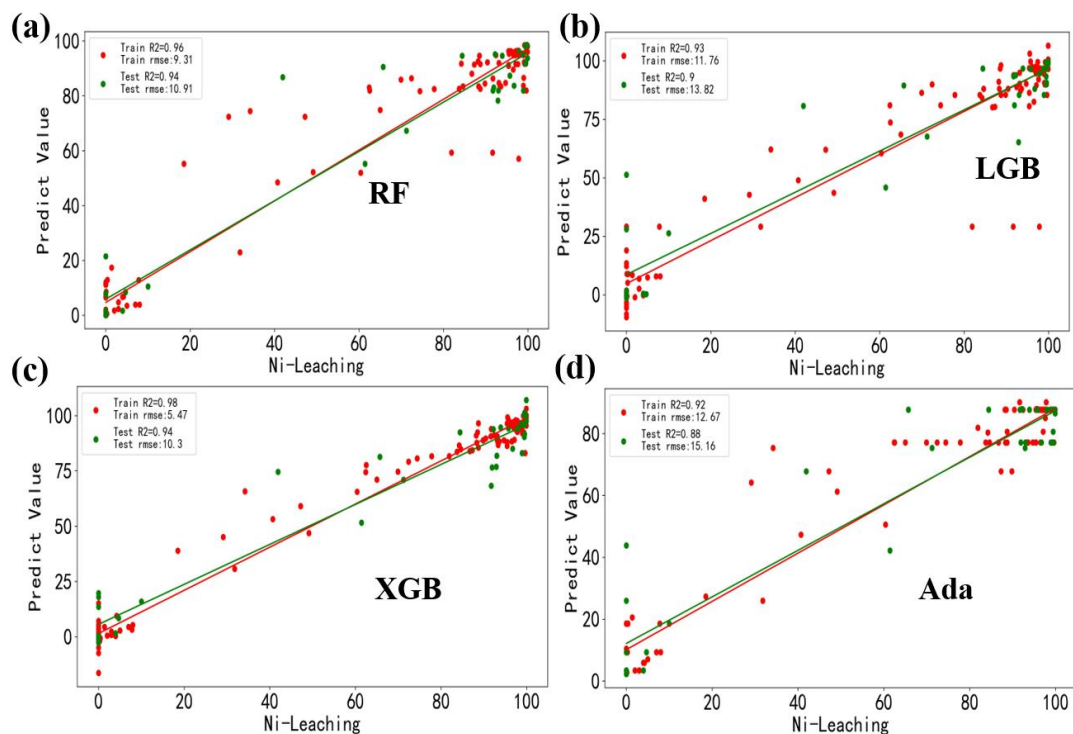 (a)
Train R2=0.96
Train rmse:9.31
Test R2=0.94
Test rmse:10.91
RF
Predict Value
100
80
60
40
20
0
0 20 40 60 80 100
Ni-Leaching
(b)
Train R2=0.93
Train rmse:11.76
Test R2=0.9
Test rmse:13.82
LGB
Predict Value
100
75
50
25
0
0 20 40 60 80 100
Ni-Leaching
(c)
Train R2=0.98
Train rmse:5.47
Test R2=0.94
Test rmse:10.3
XGB
Predict Value
100
75
50
25
0
0 20 40 60 80 100
Ni-Leaching
(d)
Train R2=0.92
Train rmse:12.67
Test R2=0.88
Test rmse:15.16
Ada
Predict Value
80
60
40
20
0
0 20 40 60 80 100
Ni-Leaching